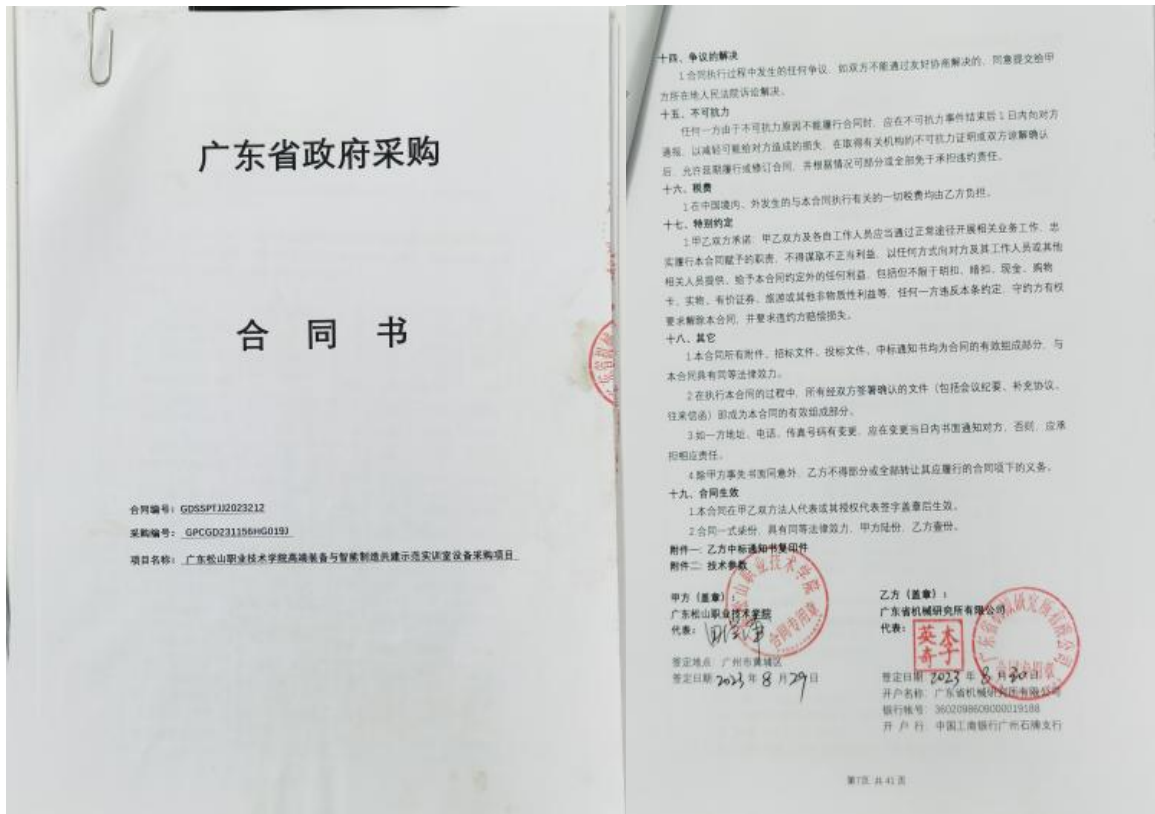 广东省政府采购
合 同 书
合同编号：GDSSPTJJ2023212
采购编号： GPCGD231156HG019J
项目名称： 广东松山职业技术学院高端装备与智能制造共建示范实训室设备采购项目
十四、争议的解决
1.合同执行过程中发生的任何争议，如双方不能通过友好协商解决的，同意提交给甲
方所在地人民法院诉讼解决。
十五、不可抗力
任何一方由于不可抗力原因不能履行合同时，应在不可抗力事件结束后 1 日内向对方
通报，以减轻可能给对方造成的损失，在取得有关机构的不可抗力证明或双方谅解确认
后，允许延期履行或修订合同，并根据情况可部分或全部免于承担违约责任。
十六、税费
1.在中国境内、外发生的与本合同执行有关的一切税费均由乙方负担。
十七、特别约定
1.甲乙双方承诺：甲乙双方及各自工作人员应当通过正常途径开展相关业务工作，忠
实履行本合同赋予的职责，不得谋取不正当利益，以任何方式向对方及其工作人员或其他
相关人员提供、给予本合同约定外的任何利益，包括但不限于明扣、暗扣、现金、购物
卡、实物、有价证券、旅游或其他非物质性利益等，任何一方违反本条约定，守约方有权
要求解除本合同，并要求违约方赔偿损失。
十八、其它
1.本合同所有附件、招标文件、投标文件、中标通知书均为合同的有效组成部分，与
本合同具有同等法律效力。
2.在执行本合同的过程中，所有经双方签署确认的文件（包括会议纪要、补充协议、
往来信函）即成为本合同的有效组成部分。
3.如一方地址、电话、传真号码有变更，应在变更当日内书面通知对方，否则，应承
担相应责任。
4.除甲方事先书面同意外，乙方不得部分或全部转让其应履行的合同项下的义务。
十九、合同生效
1.本合同在甲乙双方法人代表或其授权代表签字盖章后生效。
2.合同一式柒份，具有同等法律效力，甲方陆份，乙方壹份。
附件一：乙方中标通知书复印件
附件二：技术参数
甲方（盖章）：
广东松山职业技术学院
代表：
签定地点：广州市黄埔区
签定日期 2023 年 8 月 29 日
合同专用章
乙方（盖章）：
广东省机械研究所有限公司
代表：
李英奇
签定日期 2023 年 8 月 30 日
开户名称：广东省机械研究所有限公司
银行帐号：3602098609000019188
开 户 行：中国工商银行广州石牌支行
第7页 共 41 页